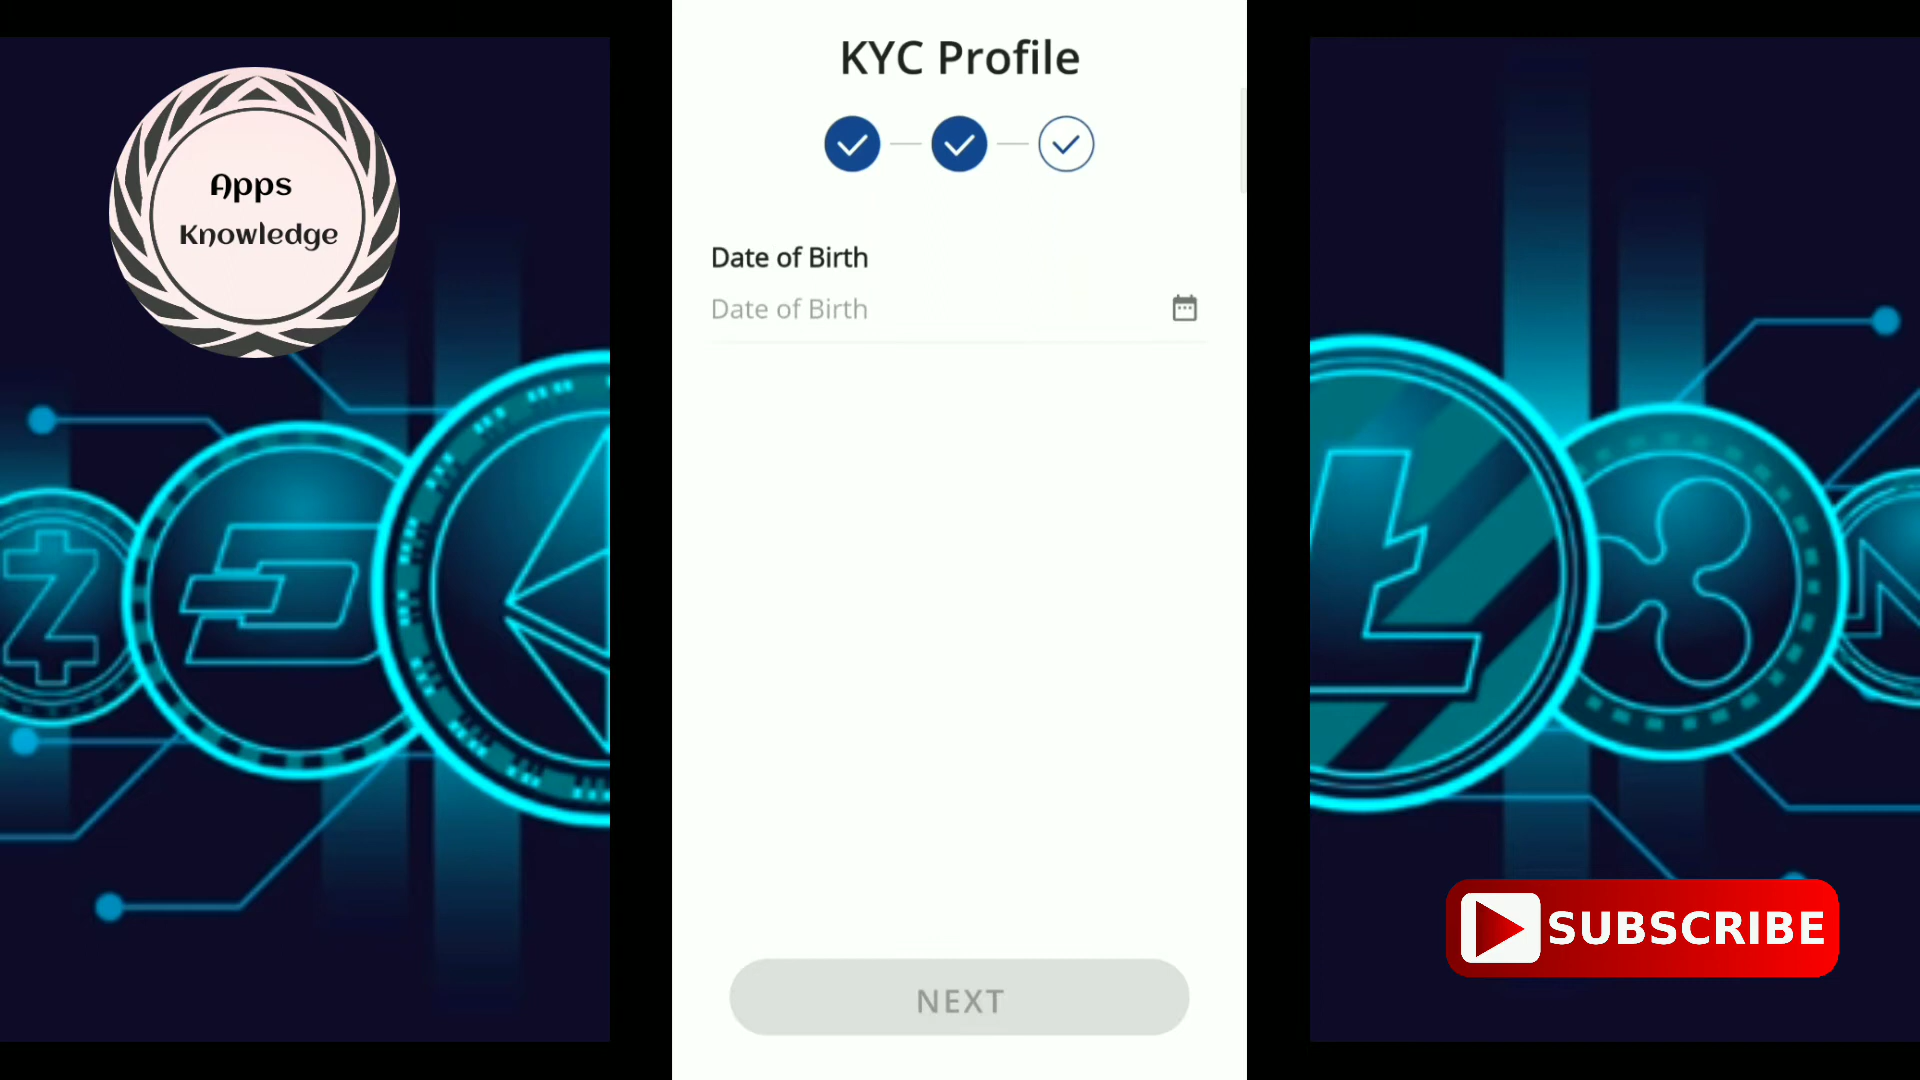 Apps
Knowledge
KYC Profile
Date of Birth
Date of Birth
NEXT
SUBSCRIBE